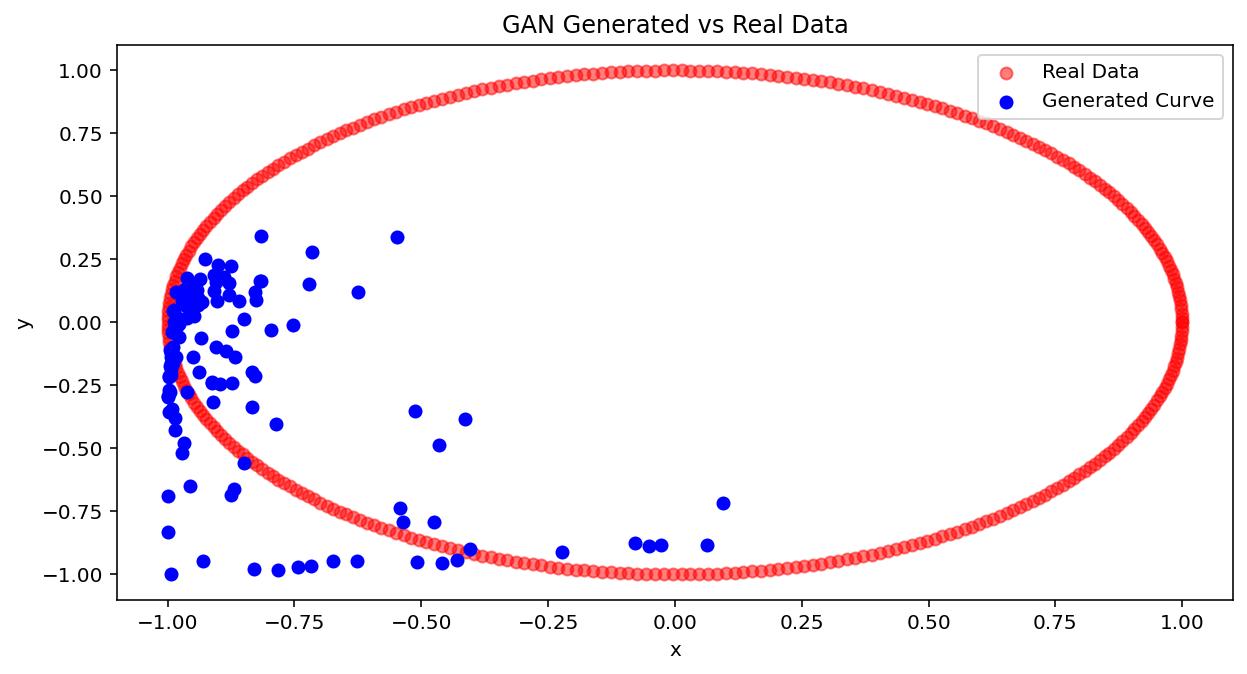 GAN Generated vs Real Data
Real Data
Generated Curve
y
1.00
0.75
0.50
0.25
0.00
−0.25
−0.50
−0.75
−1.00
−1.00 −0.75 −0.50 −0.25 0.00 0.25 0.50 0.75 1.00
x